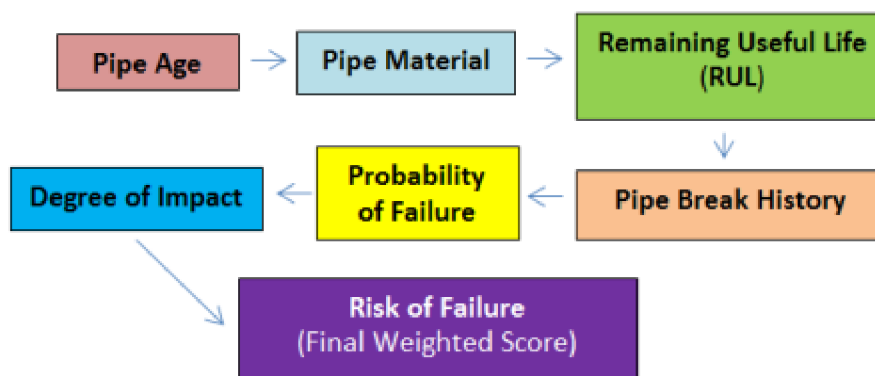 Pipe Age
Pipe Material
Remaining Useful Life
(RUL)
Pipe Break History
Probability
of Failure
Degree of Impact
Risk of Failure
(Final Weighted Score)